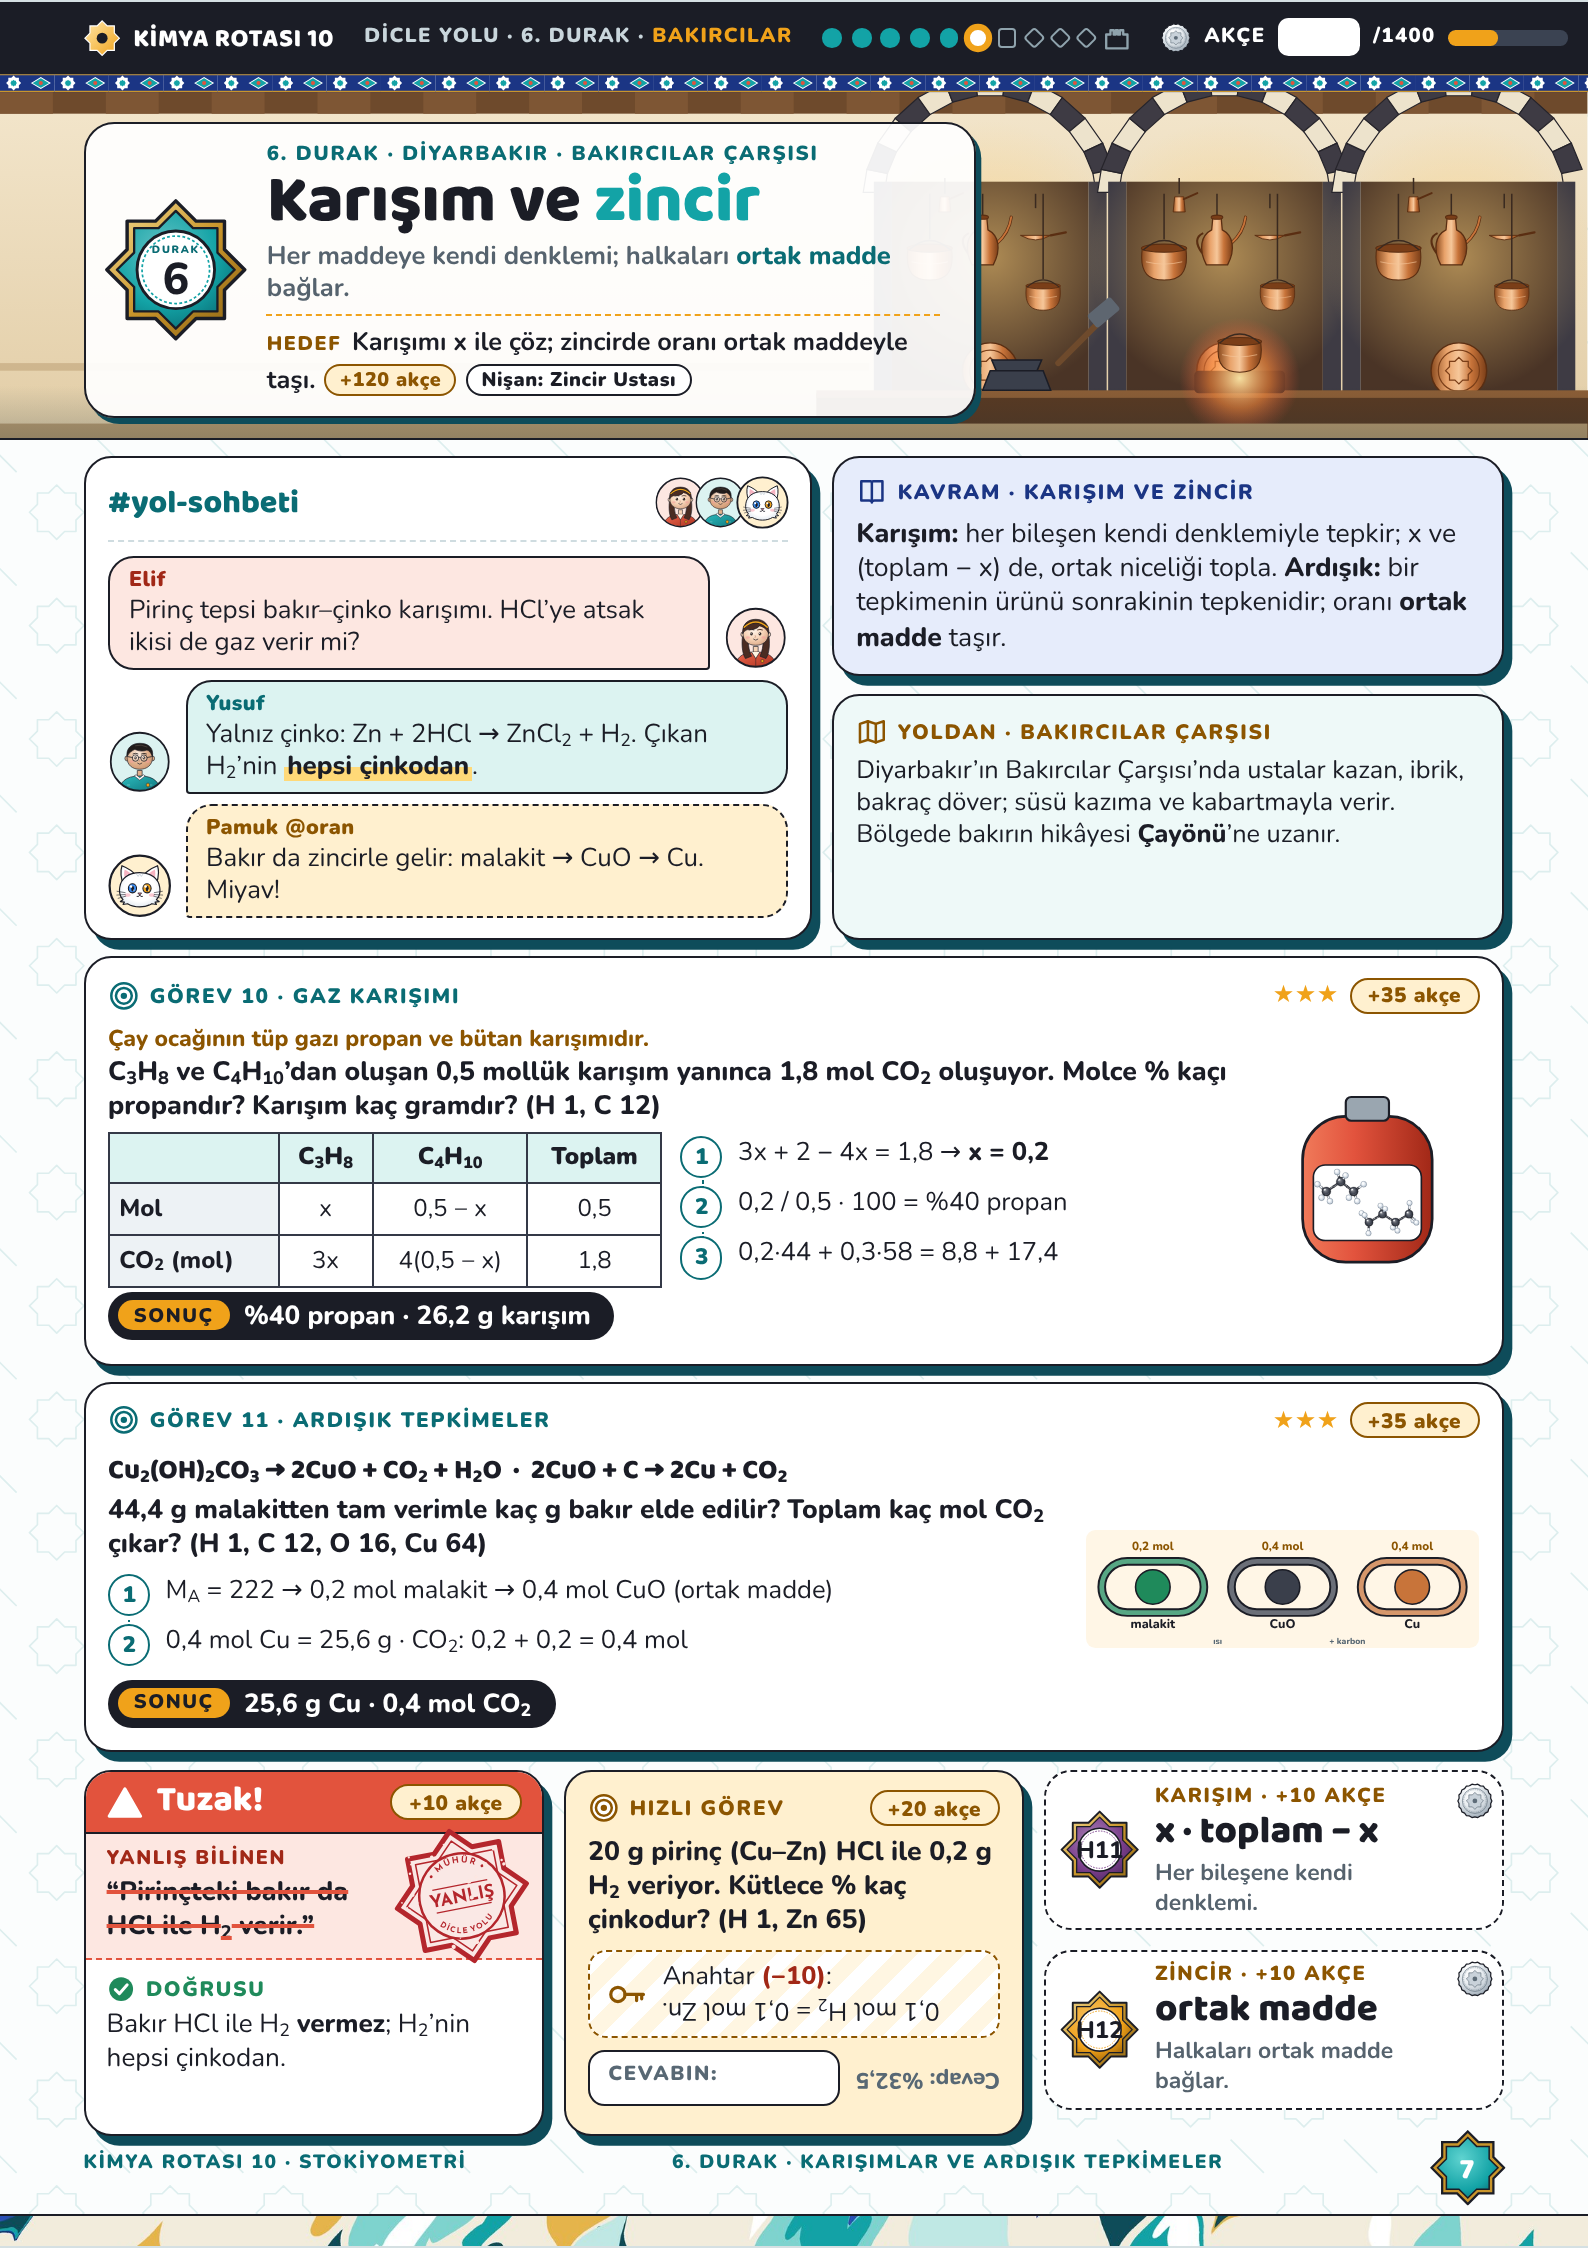 KİMYA ROTASI 10 DİCLE YOLU · 6. DURAK · BAKIRCILAR AKÇE /1400
6. DURAK · DİYARBAKIR · BAKIRCILAR ÇARŞISI
Karışım ve zincir
DURAK
6
Her maddeye kendi denklemi; halkaları ortak madde
bağlar.
HEDEF Karışımı x ile çöz; zincirde oranı ortak maddeyle
taşı. +120 akçe Nişan: Zincir Ustası
#yol-sohbeti
Elif
Pirinç tepsi bakır–çinko karışımı. HCl’ye atsak
ikisi de gaz verir mi?
Yusuf
Yalnız çinko: Zn + 2HCl → ZnCl₂ + H₂. Çıkan
H₂’nin hepsi çinkodan.
Pamuk @oran
Bakır da zincirle gelir: malakit → CuO → Cu.
Miyav!
KAVRAM · KARIŞIM VE ZİNCİR
Karışım: her bileşen kendi denklemiyle tepkir; x ve
(toplam − x) de, ortak niceliği topla. Ardışık: bir
tepkimenin ürünü sonrakinin tepkenidir; oranı ortak
madde taşır.
YOLDAN · BAKIRCILAR ÇARŞISI
Diyarbakır’ın Bakırcılar Çarşısı’nda ustalar kazan, ibrik,
bakraç döver; süsü kazıma ve kabartmayla verir.
Bölgede bakırın hikâyesi Çayönü’ne uzanır.
GÖREV 10 · GAZ KARIŞIMI ★★★ +35 akçe
Çay ocağının tüp gazı propan ve bütan karışımıdır.
C₃H₈ ve C₄H₁₀’dan oluşan 0,5 mollük karışım yanınca 1,8 mol CO₂ oluşuyor. Molce % kaçı
propandır? Karışım kaç gramdır? (H 1, C 12)
C₃H₈ C₄H₁₀ Toplam
Mol x 0,5 − x 0,5
CO₂ (mol) 3x 4(0,5 − x) 1,8
1 3x + 2 − 4x = 1,8 → x = 0,2
2 0,2 / 0,5 · 100 = %40 propan
3 0,2·44 + 0,3·58 = 8,8 + 17,4
SONUÇ %40 propan · 26,2 g karışım
GÖREV 11 · ARDIŞIK TEPKİMELER ★★★ +35 akçe
Cu₂(OH)₂CO₃ → 2CuO + CO₂ + H₂O · 2CuO + C → 2Cu + CO₂
44,4 g malakitten tam verimle kaç g bakır elde edilir? Toplam kaç mol CO₂
çıkar? (H 1, C 12, O 16, Cu 64)
1 M_A = 222 → 0,2 mol malakit → 0,4 mol CuO (ortak madde)
2 0,4 mol Cu = 25,6 g · CO₂: 0,2 + 0,2 = 0,4 mol
0,2 mol 0,4 mol 0,4 mol
malakit CuO Cu
ısı + karbon
SONUÇ 25,6 g Cu · 0,4 mol CO₂
Tuzak! +10 akçe
YANLIŞ BİLİNEN
“Pirinçteki bakır da
HCl ile H₂ verir.”
MÜHÜR
YANLIŞ
DİCLE YOLU
DOĞRUSU
Bakır HCl ile H₂ vermez; H₂’nin
hepsi çinkodan.
HIZLI GÖREV +20 akçe
20 g pirinç (Cu–Zn) HCl ile 0,2 g
H₂ veriyor. Kütlece % kaç
çinkodur? (H 1, Zn 65)
Anahtar (−10):
0,1 mol H₂ = 0,1 mol Zn.
CEVABIN: Cevap: %32,5
KARIŞIM · +10 AKÇE
H11
x · toplam − x
Her bileşene kendi
denklemi.
ZİNCİR · +10 AKÇE
H12
ortak madde
Halkaları ortak madde
bağlar.
KİMYA ROTASI 10 · STOKİYOMETRİ 6. DURAK · KARIŞIMLAR VE ARDIŞIK TEPKİMELER 7